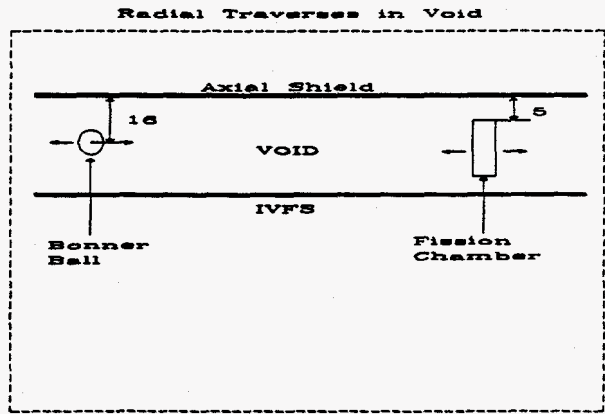 Radial Traverses in Void
Axial Shield
16
5
VOID
IVFS
Bonner
Ball
Fission
Chamber